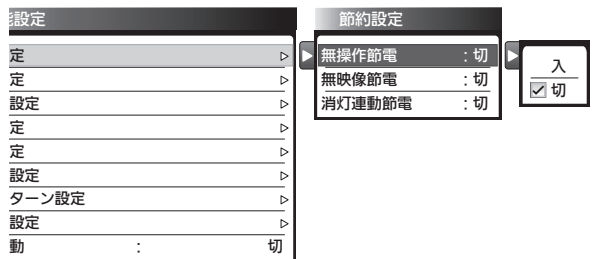 設定
定
定
設定
定
定
設定
ターン設定
設定
動 : 切
節約設定
無操作節電 : 切
無映像節電 : 切
消灯連動節電 : 切
入
切